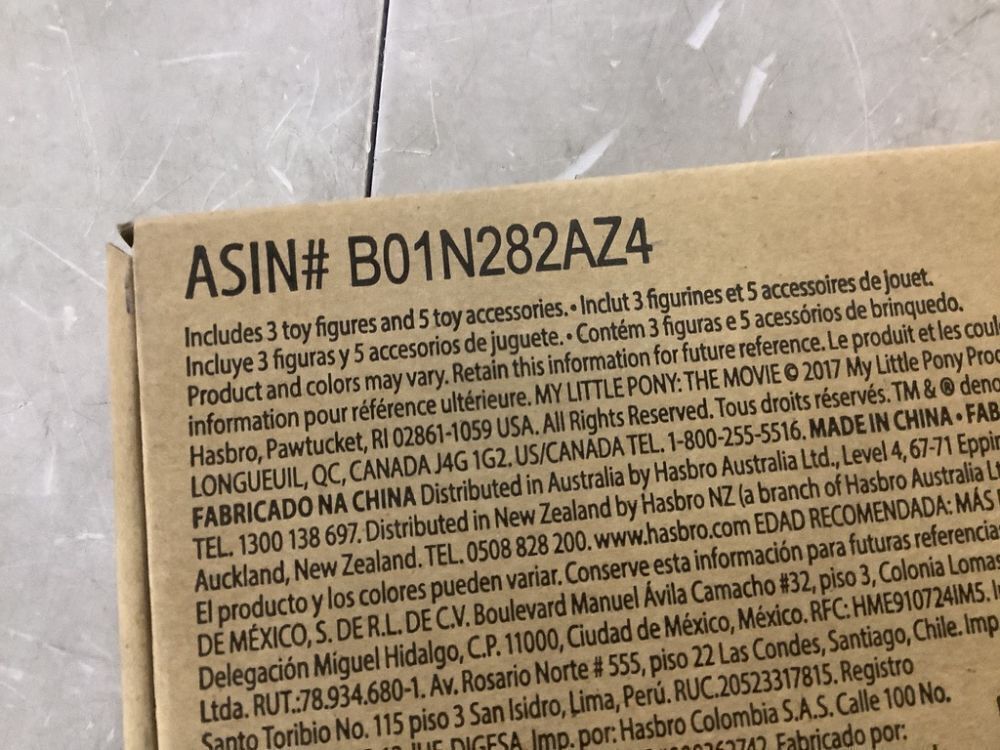 ASIN# B01N282AZ4
Includes 3 toy figures and 5 toy accessories. • Inclut 3 figurines et 5 accessoires de jouet.
Incluye 3 figuras y 5 accesorios de juguete. • Contém 3 figuras e 5 acessórios de brinquedo.
Product and colors may vary. Retain this information for future reference. Le produit et les
information pour référence ultérieure. MY LITTLE PONY: THE MOVIE © 2017 My Little Pony
Hasbro, Pawtucket, RI 02861-1059 USA. All Rights Reserved. Tous droits réservés. TM & ®
LONGUEUIL, QC, CANADA J4G 1G2. US/CANADA TEL. 1-800-255-5516. MADE IN CHINA •
FABRICADO NA CHINA Distributed in Australia by Hasbro Australia Ltd., Level 4, 67-71
TEL. 1300 138 697. Distributed in New Zealand by Hasbro NZ (a branch of Hasbro Australia
Auckland, New Zealand. TEL. 0508 828 200. www.hasbro.com EDAD RECOMENDADA: MÁS
El producto y los colores pueden variar. Conserve esta información para futuras
DE MÉXICO, S. DE R.L. DE C.V. Boulevard Manuel Ávila Camacho #32, piso 3, Colonia Lomas
Delegación Miguel Hidalgo, C.P. 11000, Ciudad de México, México. RFC: HME910724IM5.
Ltda. RUT.:78.934.680-1. Av. Rosario Norte # 555, piso 22 Las Condes, Santiago, Chile. Imp
Santo Toribio No. 115 piso 3 San Isidro, Lima, Perú. RUC.20523317815. Registro
DIGESA. Imp. por: Hasbro Colombia S.A.S. Calle 100 No.
Fabricado por: